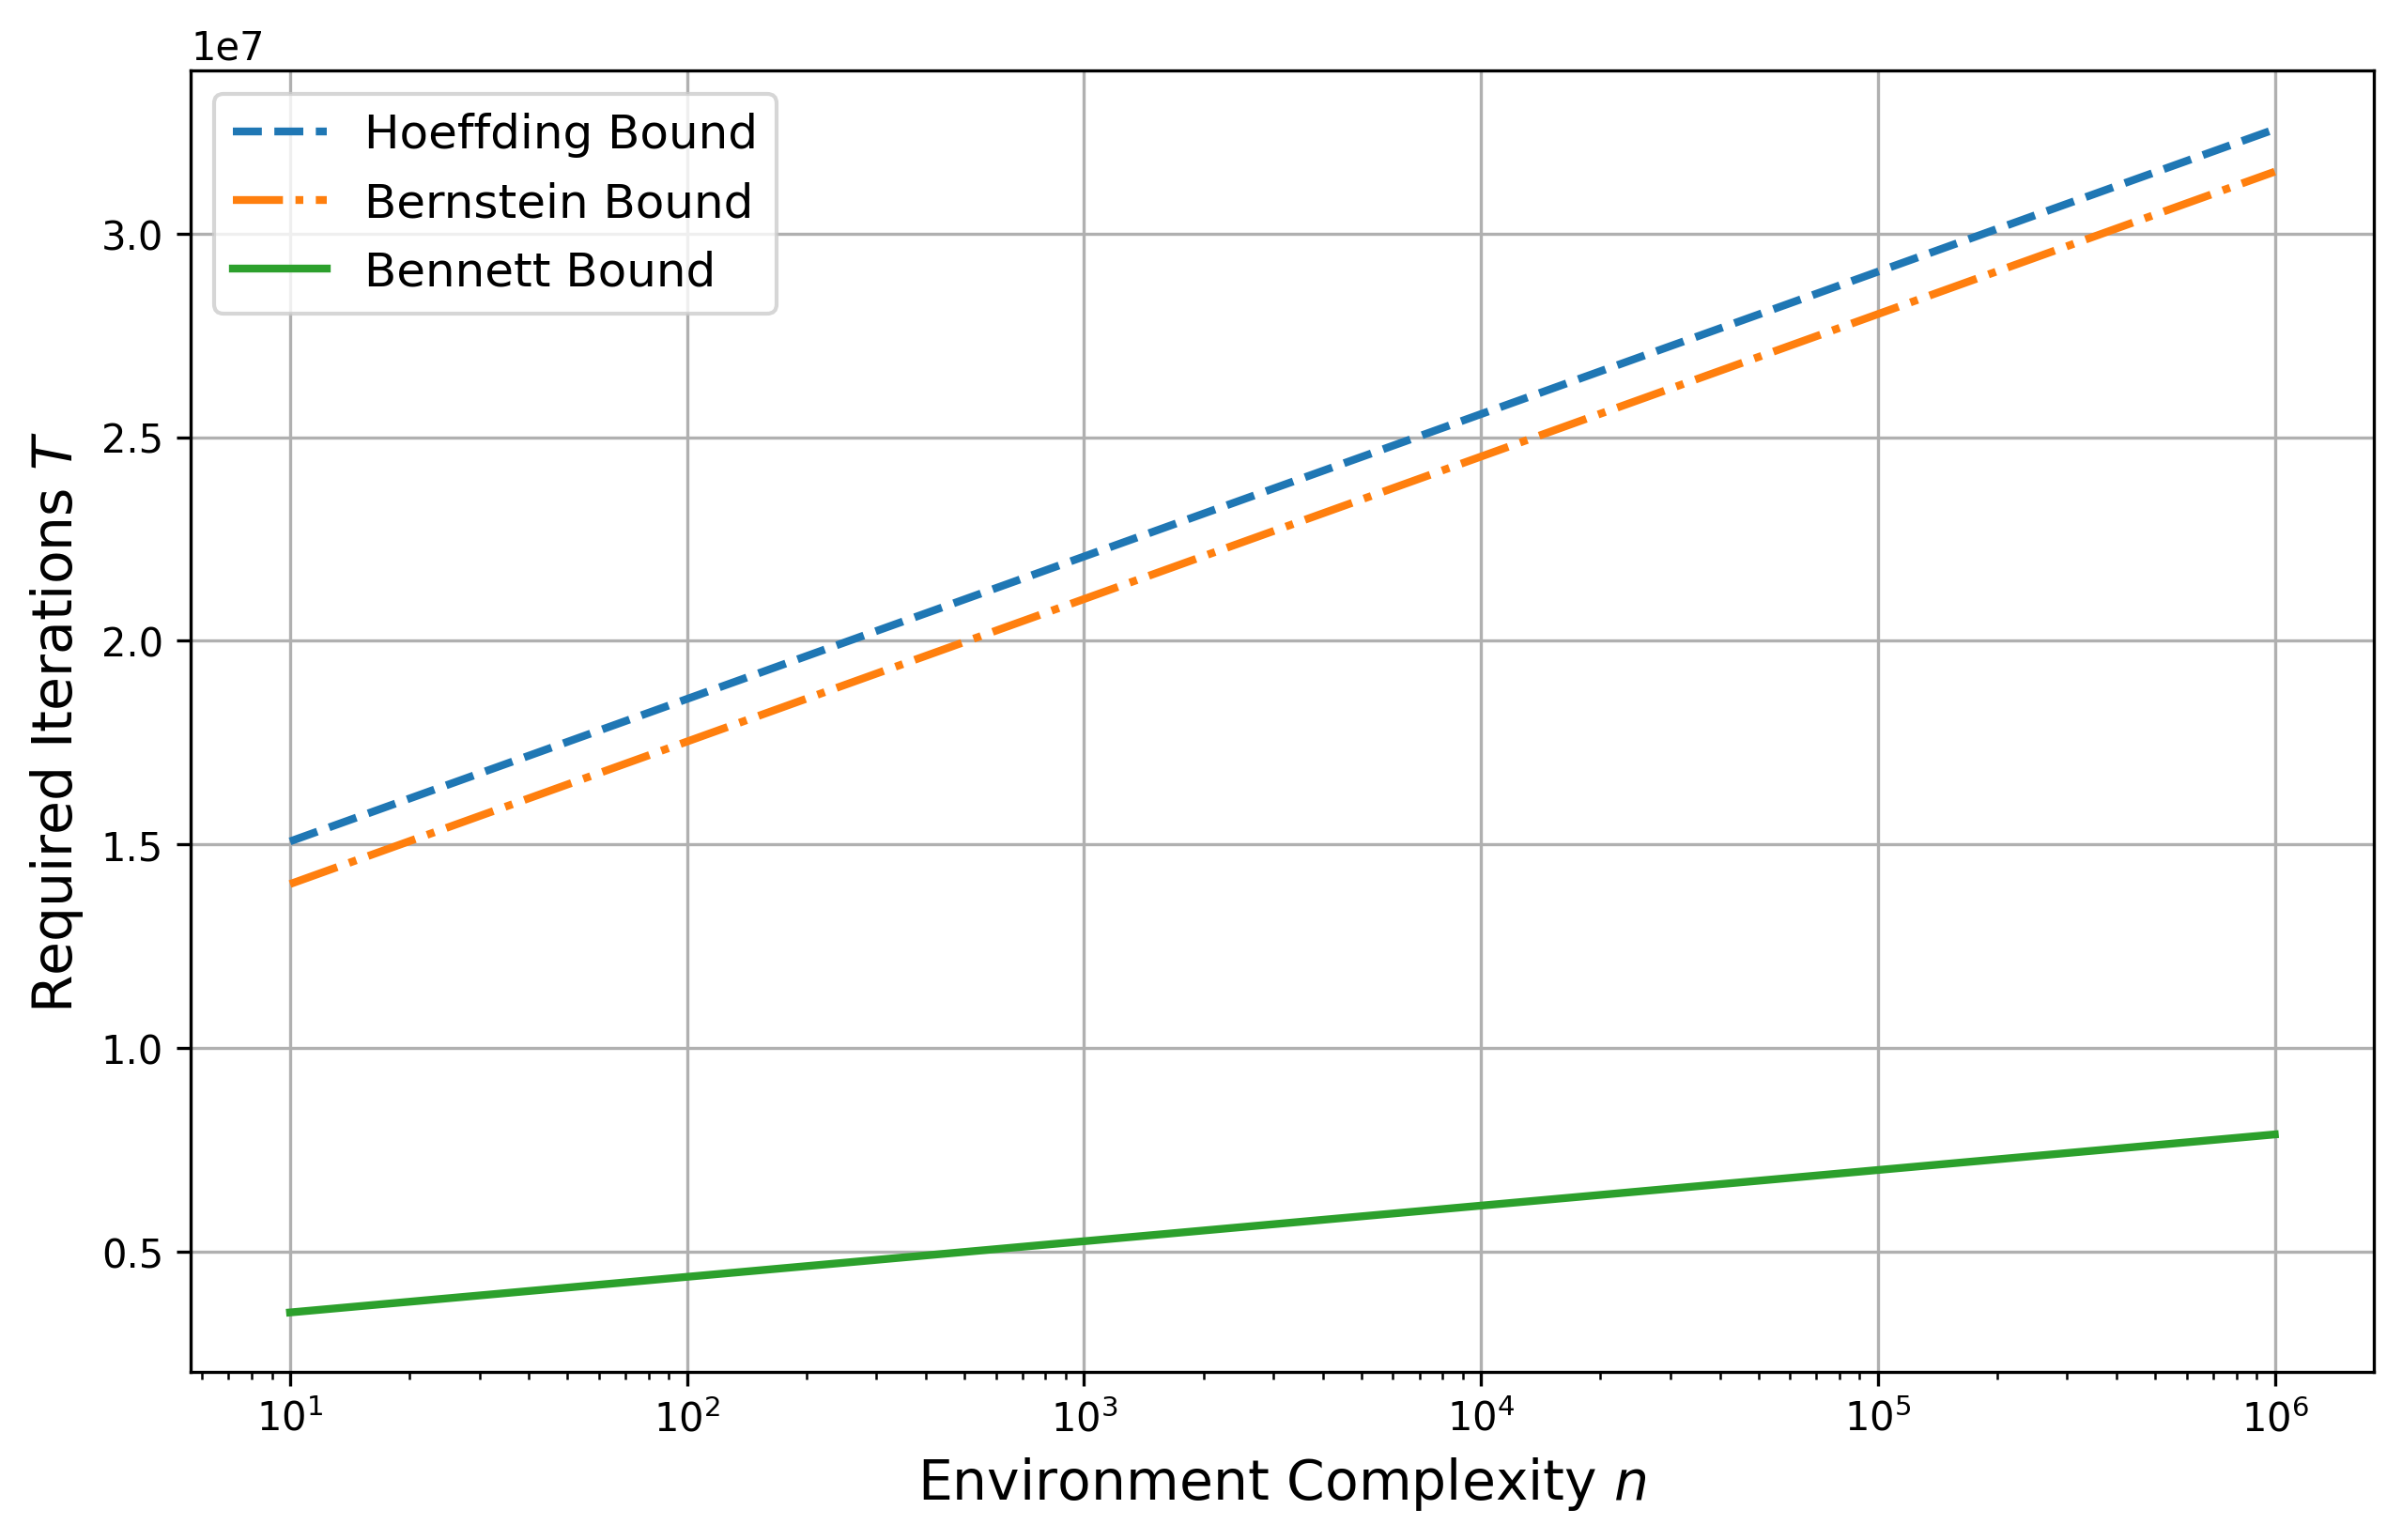 1e7
Hoeffding Bound
Bernstein Bound
Bennett Bound
3.0
2.5
2.0
1.5
1.0
0.5
Required Iterations T
10¹ 10² 10³ 10⁴ 10⁵ 10⁶
Environment Complexity n